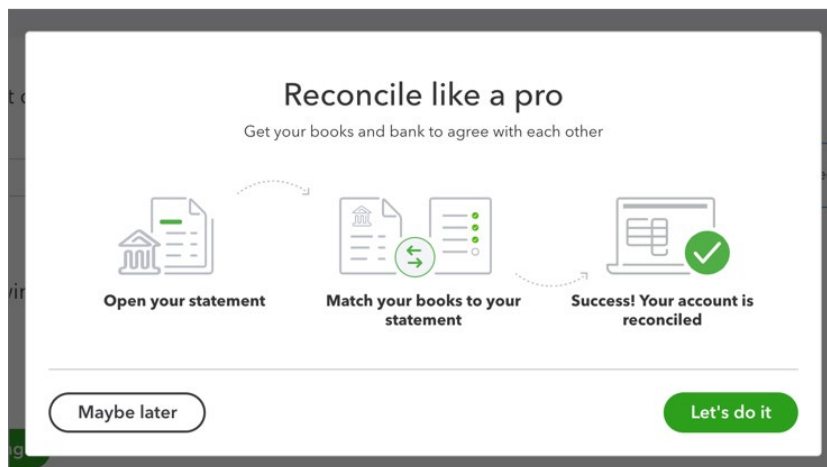 Reconcile like a pro
Get your books and bank to agree with each other
Open your statement
Match your books to your
statement
Success! Your account is
reconciled
Maybe later
Let's do it